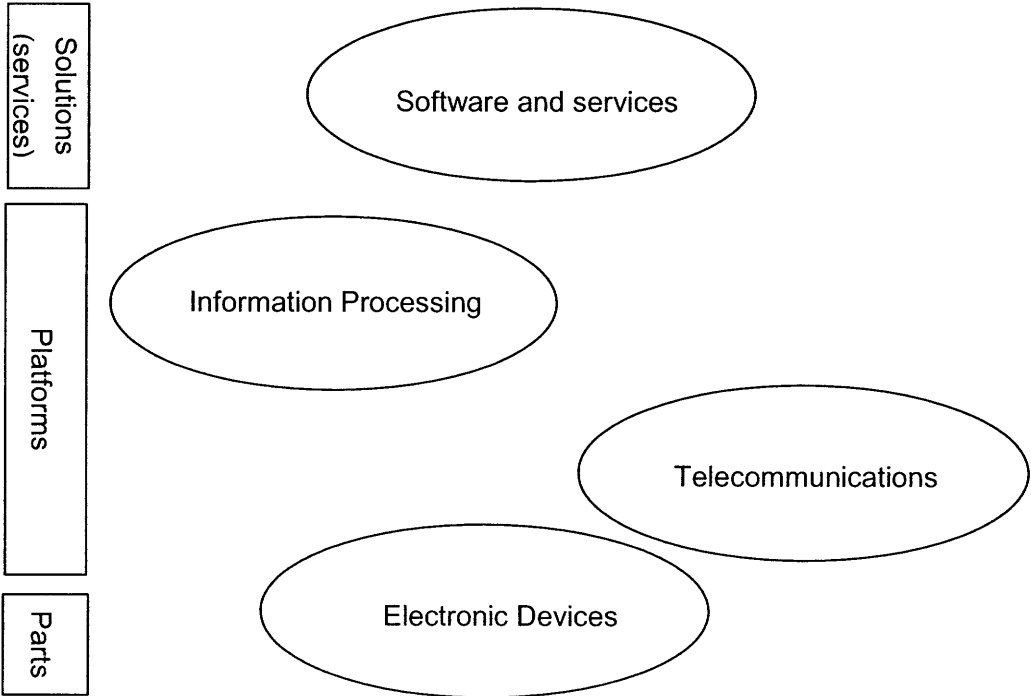 Solutions
(services)
Software and services
Platforms
Information Processing
Telecommunications
Parts
Electronic Devices